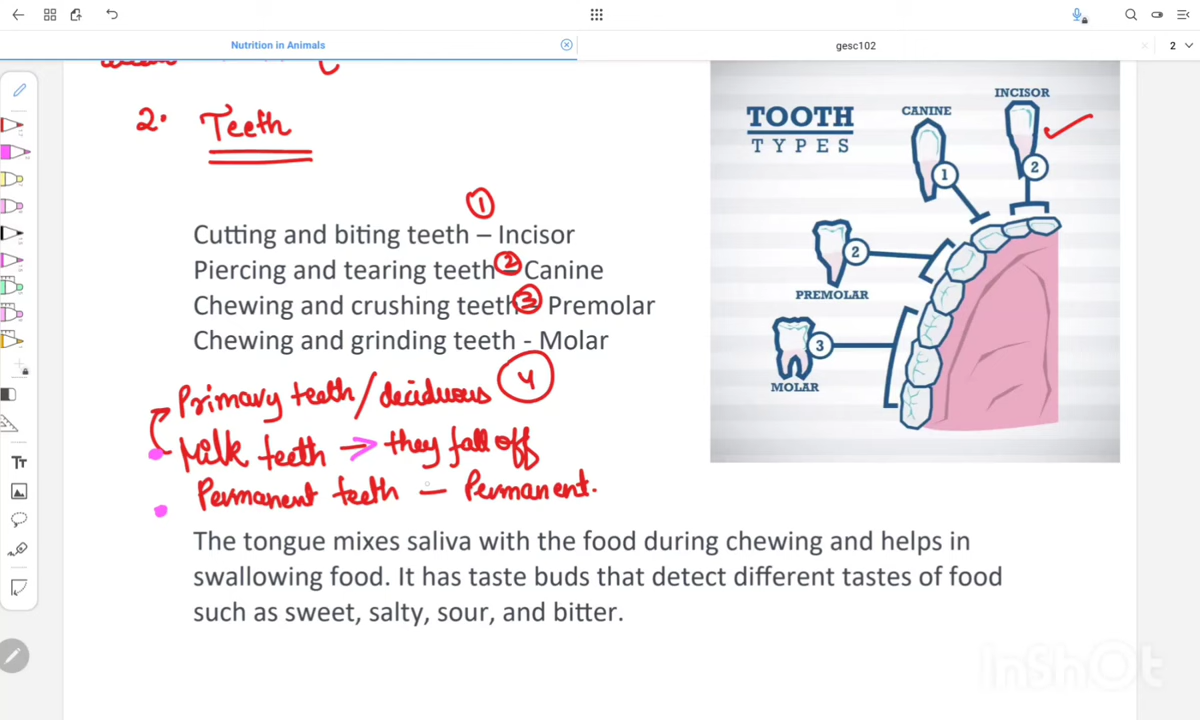 Nutrition in Animals
gesc102
2
2. Teeth
①
Cutting and biting teeth – Incisor
Piercing and tearing teeth ② Canine
Chewing and crushing teeth ③ Premolar
Chewing and grinding teeth - Molar
④
Primary teeth / deciduous
Milk teeth → they fall off
Permanent teeth — Permanent.
The tongue mixes saliva with the food during chewing and helps in
swallowing food. It has taste buds that detect different tastes of food
such as sweet, salty, sour, and bitter.
TOOTH
TYPES
CANINE
INCISOR
1
2
2
PREMOLAR
3
MOLAR
Tт
InShOt